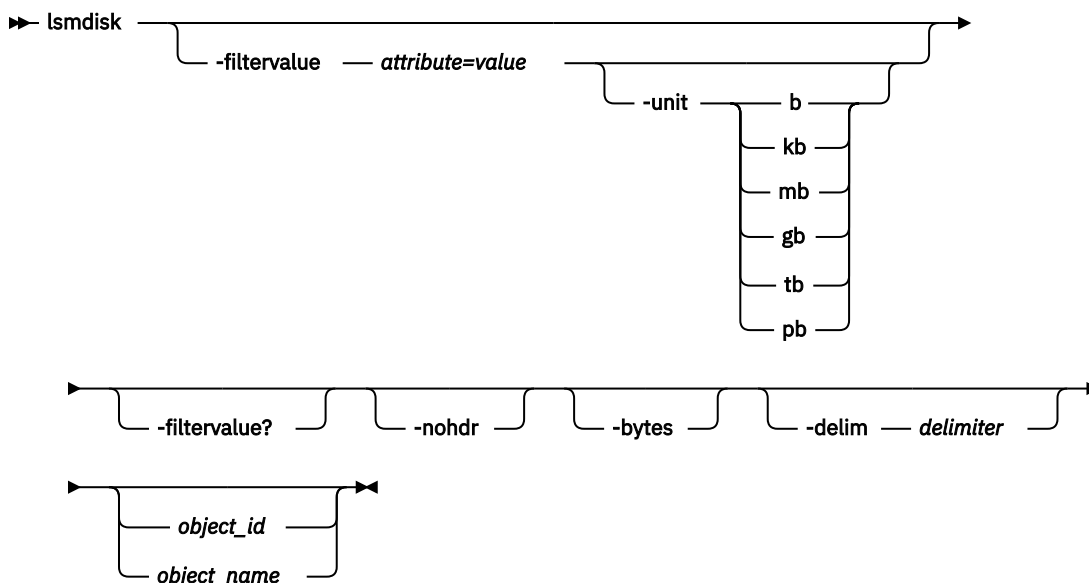 lsmdisk
-filtervalue attribute=value
-unit b
kb
mb
gb
tb
pb
-filtervalue? -nohdr -bytes -delim delimiter
object_id
object_name